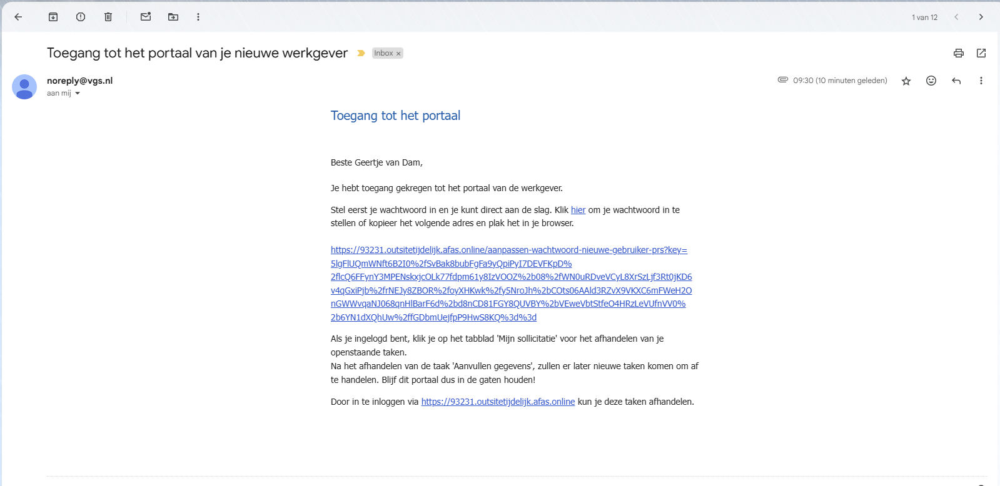 1 van 12
Toegang tot het portaal van je nieuwe werkgever Inbox ×
noreply@vgs.nl 09:30 (10 minuten geleden)
aan mij
Toegang tot het portaal
Beste Geertje van Dam,
Je hebt toegang gekregen tot het portaal van de werkgever.
Stel eerst je wachtwoord in en je kunt direct aan de slag. Klik hier om je wachtwoord in te
stellen of kopieer het volgende adres en plak het in je browser.
https://93231.outsitetijdelijk.afas.online/aanpassen-wachtwoord-nieuwe-gebruiker-prs?key=
5lgFlUQmWNft6B2I0%2fSvBak8bubFgFa9yQpiPyI7DEVFKpD%
2flcQ6FFynY3MPENskxjcOLk77fdpm61y8IzVOOZ%2b08%2fWN0uRDveVCyL8XrSzLjf3Rt0jKD6
v4qGxiPjb%2frNEJy8ZBOR%2foyXHKwk%2fy5NroJh%2bCOts06AAld3RZvX9VKXC6mFWeH2O
nGWWvqaNJ068qnHlBarF6d%2bd8nCD81FGY8QUVBY%2bVEweVbtStfeO4HRzLeVUfnVV0%
2b6YN1dXQhUw%2ffGDbmUejfpP9HwS8KQ%3d%3d
Als je ingelogd bent, klik je op het tabblad 'Mijn sollicitatie' voor het afhandelen van je
openstaande taken.
Na het afhandelen van de taak 'Aanvullen gegevens', zullen er later nieuwe taken komen om af
te handelen. Blijf dit portaal dus in de gaten houden!
Door in te inloggen via https://93231.outsitetijdelijk.afas.online kun je deze taken afhandelen.